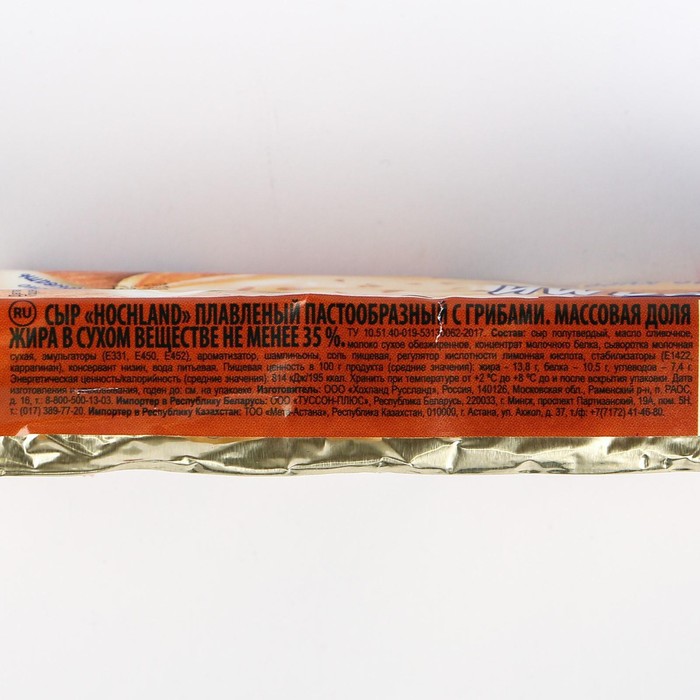 RU СЫР «HOCHLAND» ПЛАВЛЕНЫЙ ПАСТООБРАЗНЫЙ С ГРИБАМИ. МАССОВАЯ ДОЛЯ
ЖИРА В СУХОМ ВЕЩЕСТВЕ НЕ МЕНЕЕ 35 %. ТУ 10.51.40-019-53137062-2017. Состав: сыр полутвердый, масло сливочное,
молоко сухое обезжиренное, концентрат молочного белка, сыворотка молочная
сухая, эмульгаторы (Е331, Е450, Е452), ароматизатор, шампиньоны, соль пищевая, регулятор кислотности лимонная кислота, стабилизаторы (Е1422,
каррагинан), консервант низин, вода питьевая. Пищевая ценность в 100 г продукта (средние значения): жира - 13,8 г, белка – 10,5 г, углеводов – 7,4 г.
Энергетическая ценность/калорийность (средние значения): 814 кДж/195 ккал. Хранить при температуре от +2 °С до +8 °С до и после вскрытия упаковки. Дата
изготовления и упаковывания, годен до: см. на упаковке. Изготовитель: ООО «Хохланд Руссланд», Россия, 140126, Московская обл., Раменский р-н, п. РАОС,
д. 16, т.: 8-800-500-13-03. Импортер в Республику Беларусь: ООО «ТУССОН-ПЛЮС», Республика Беларусь, 220033, г. Минск, проспект Партизанский, 19А, пом. 5Н,
т.: (017) 389-77-20. Импортер в Республику Казахстан: ТОО «Мега-Астана», Республика Казахстан, 010000, г. Астана, ул. Акжол, д. 37, т/ф: +7(7172) 41-46-80.